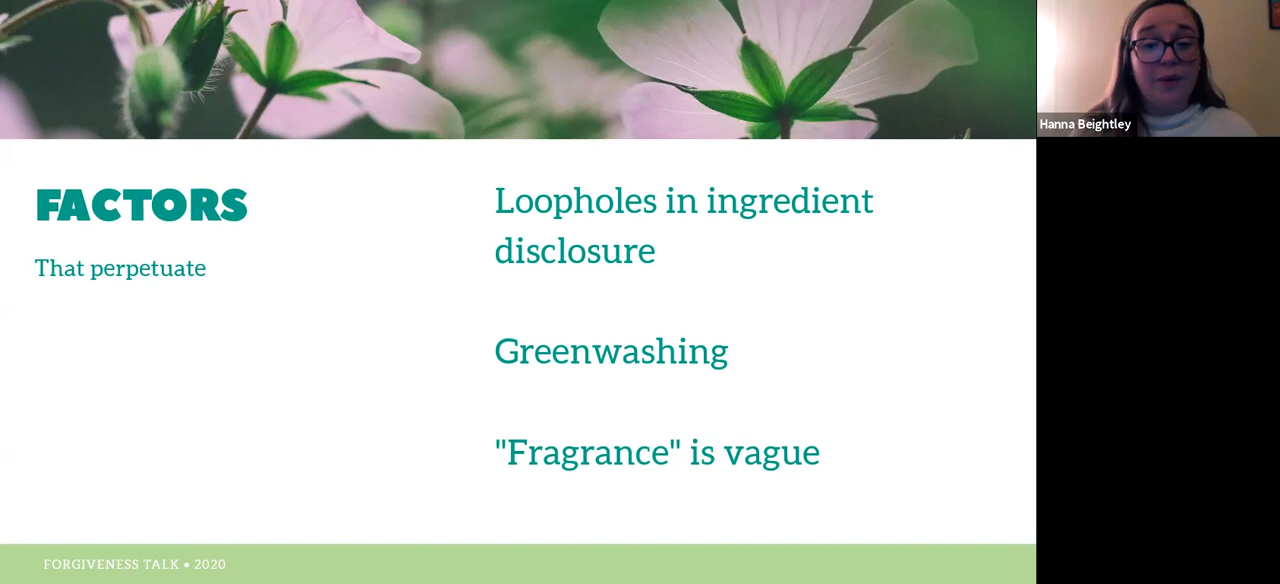 FACTORS
That perpetuate
Loopholes in ingredient
disclosure
Greenwashing
"Fragrance" is vague
FORGIVENESS TALK • 2020
Hanna Beightley